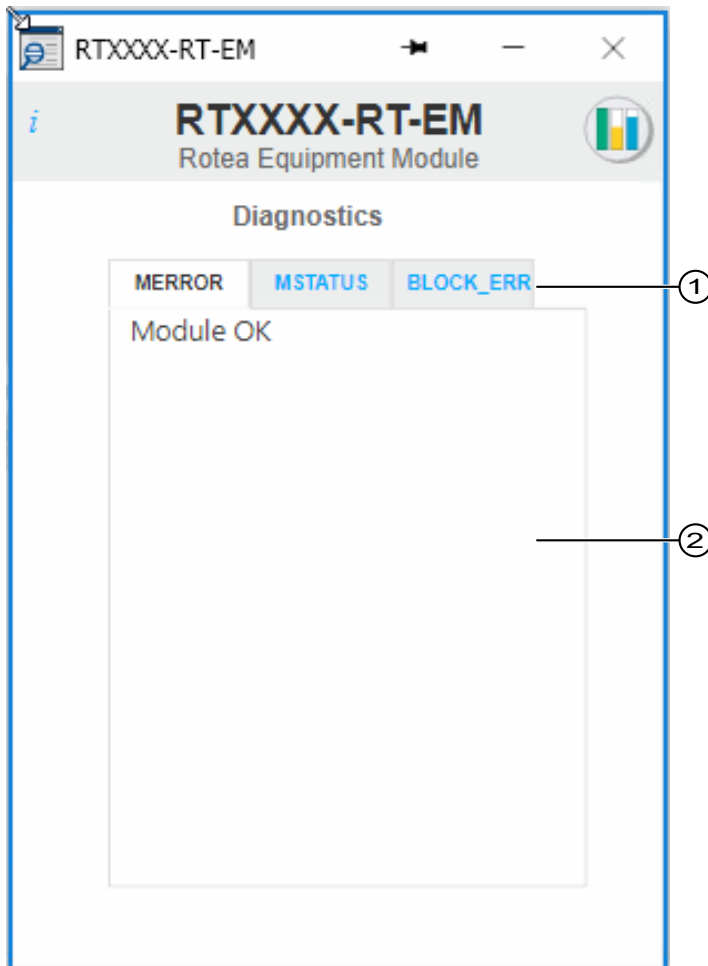 RTXXXX-RT-EM
i
RTXXXX-RT-EM
Rotea Equipment Module
Diagnostics
MERROR MSTATUS BLOCK_ERR
1
Module OK
2